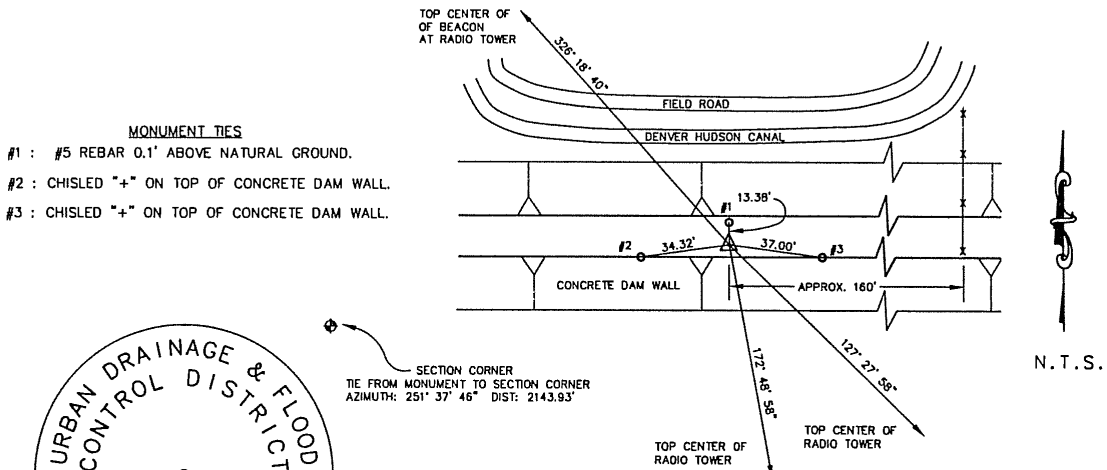 TOP CENTER OF
OF BEACON
AT RADIO TOWER
326° 18' 40"
FIELD ROAD
DENVER HUDSON CANAL
MONUMENT TIES
#1 : #5 REBAR 0.1' ABOVE NATURAL GROUND.
#2 : CHISLED "+" ON TOP OF CONCRETE DAM WALL.
#3 : CHISLED "+" ON TOP OF CONCRETE DAM WALL.
13.38'
#1
#2
34.32'
37.00'
#3
CONCRETE DAM WALL
APPROX. 160'
127° 27' 58"
172° 48' 58"
N.T.S.
SECTION CORNER
TIE FROM MONUMENT TO SECTION CORNER
AZIMUTH: 251° 37' 46" DIST: 2143.93'
TOP CENTER OF
RADIO TOWER
TOP CENTER OF
RADIO TOWER
URBAN DRAINAGE & FLOOD
CONTROL DISTRICT